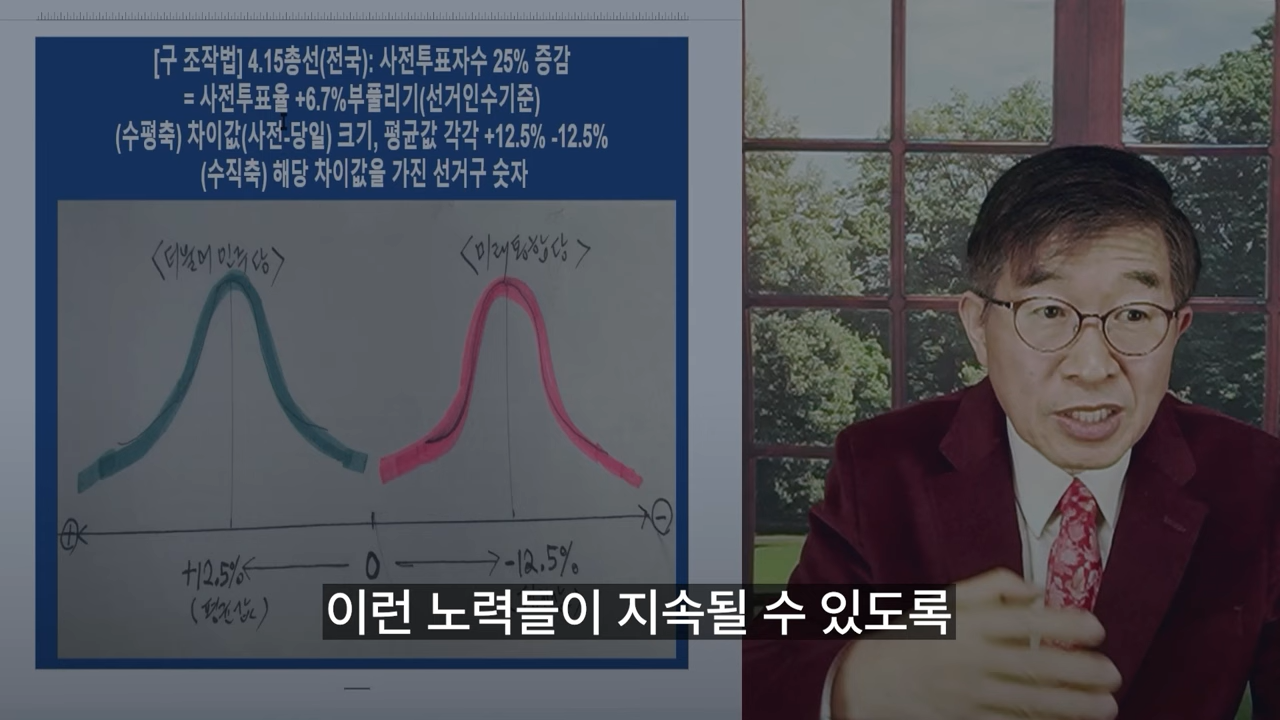 [구 조작법] 4.15총선(전국): 사전투표자수 25% 증감
= 사전투표율 +6.7%부풀리기(선거인수기준)
(수평축) 차이값(사전-당일) 크기, 평균값 각각 +12.5% -12.5%
(수직축) 해당 차이값을 가진 선거구 숫자
<더불어 민주당> <미래통합당>
+ -
+12.5% 0 -12.5%
(평균값)
이런 노력들이 지속될 수 있도록